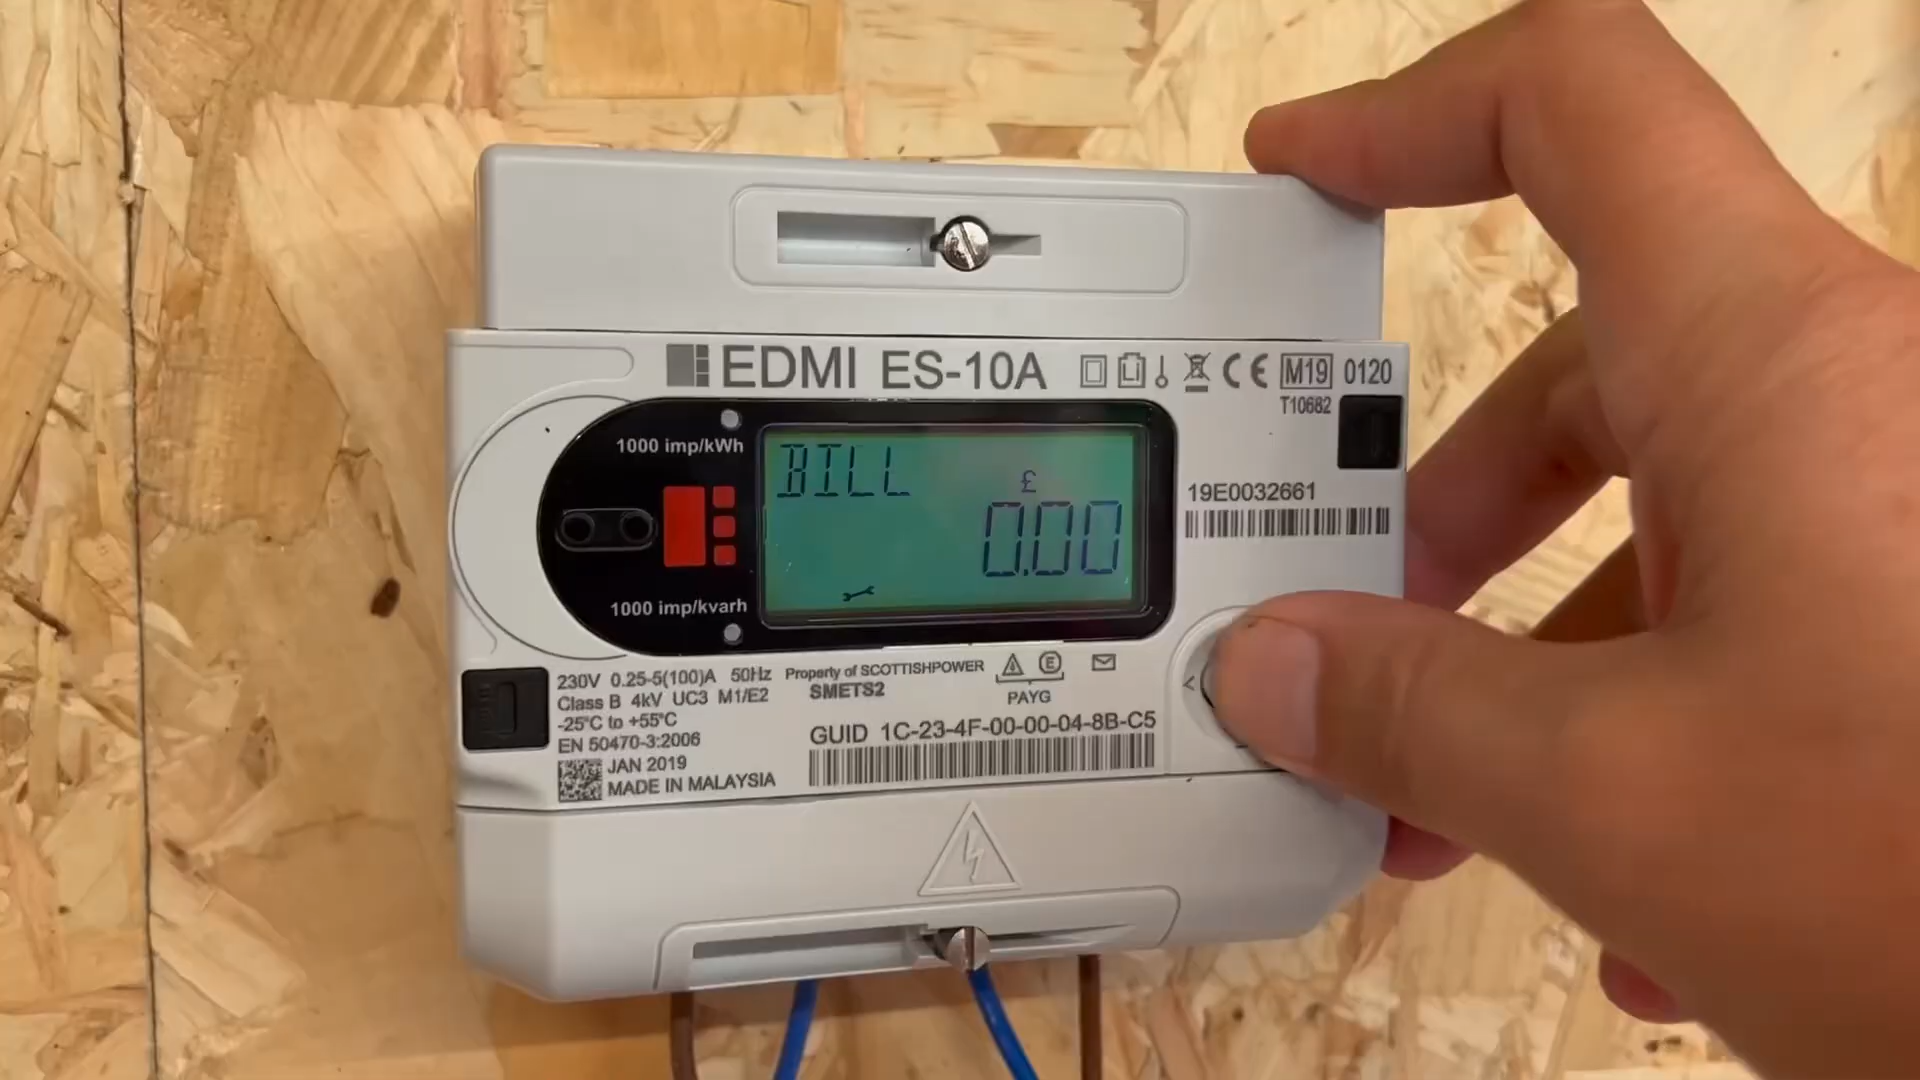 EDMI ES-10A
M19 0120
T10682
1000 imp/kWh
BILL
£
0.00
19E0032661
1000 imp/kvarh
230V 0.25-5(100)A 50Hz
Class B 4kV UC3 M1/E2
-25°C to +55°C
EN 50470-3:2006
JAN 2019
MADE IN MALAYSIA
Property of SCOTTISHPOWER
SMETS2
PAYG
GUID 1C-23-4F-00-00-04-8B-C5